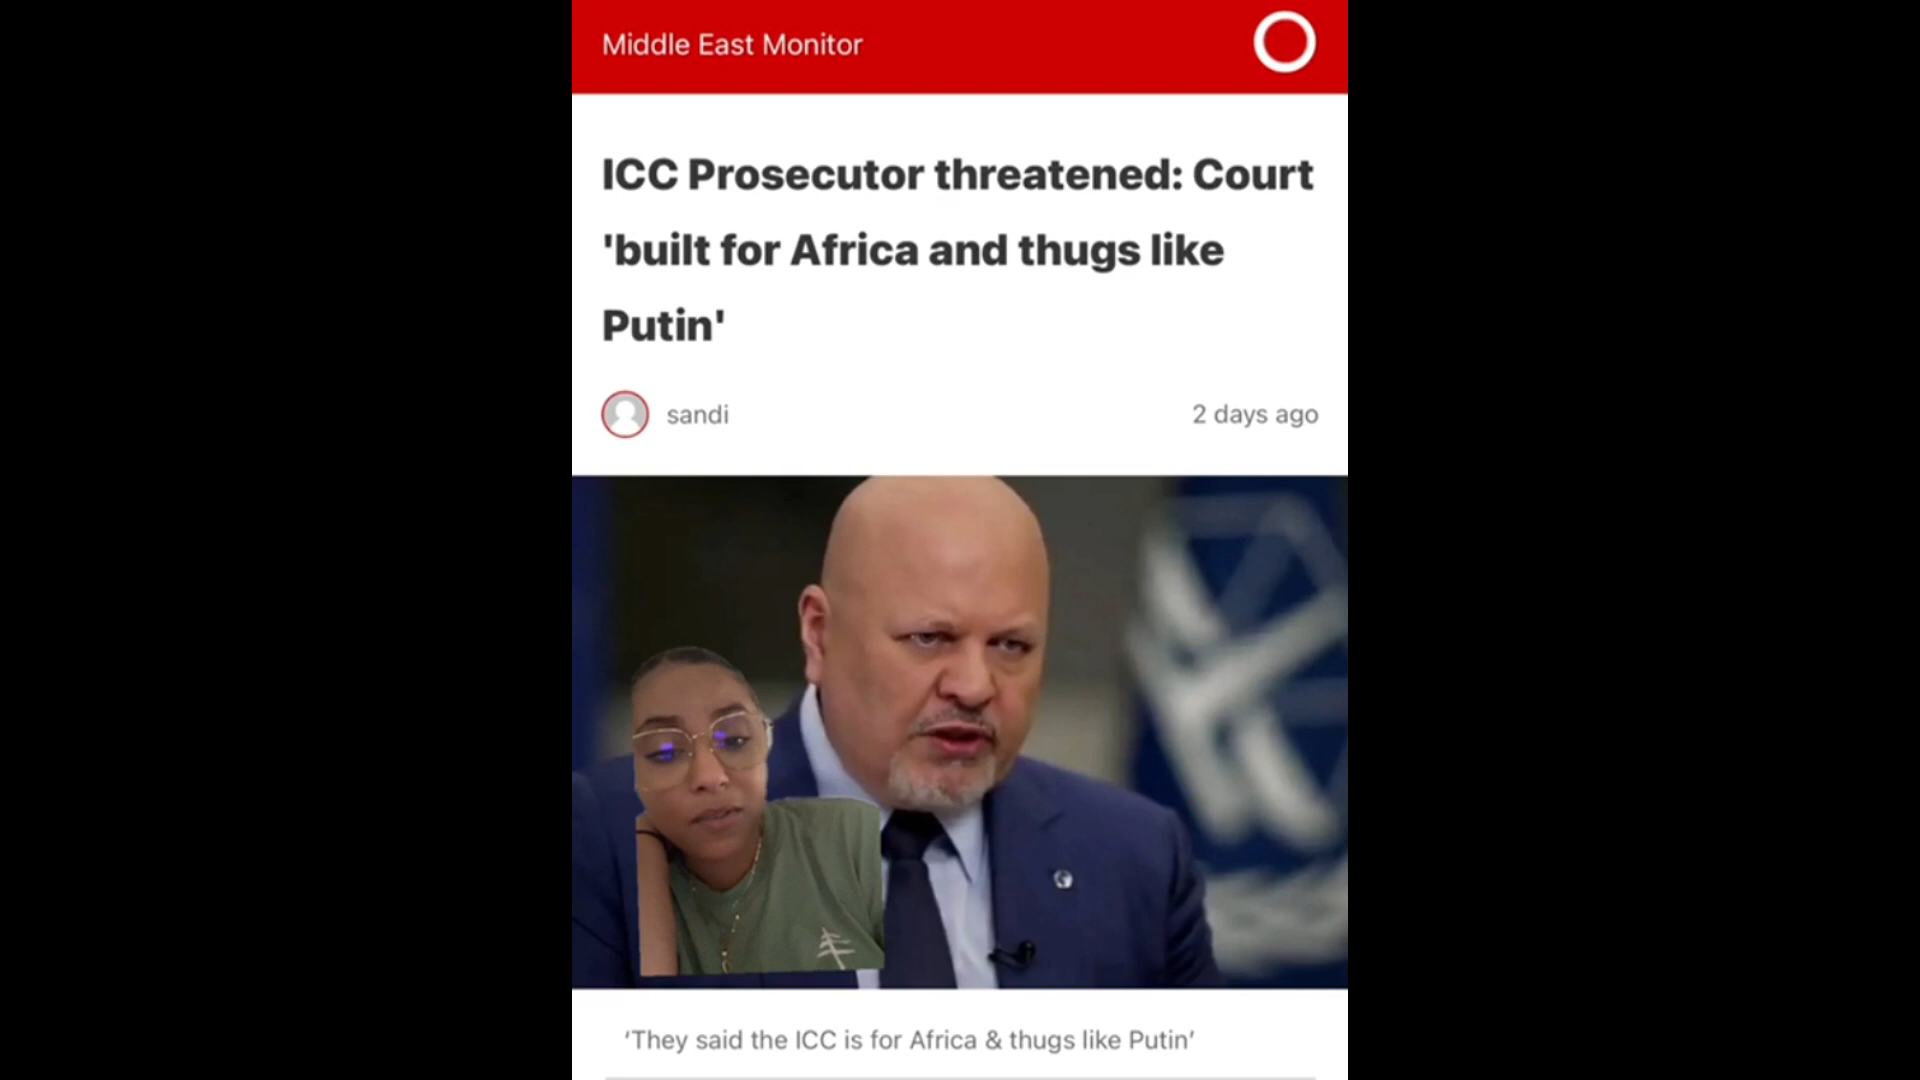 Middle East Monitor
ICC Prosecutor threatened: Court
'built for Africa and thugs like
Putin'
sandi
2 days ago
‘They said the ICC is for Africa & thugs like Putin’